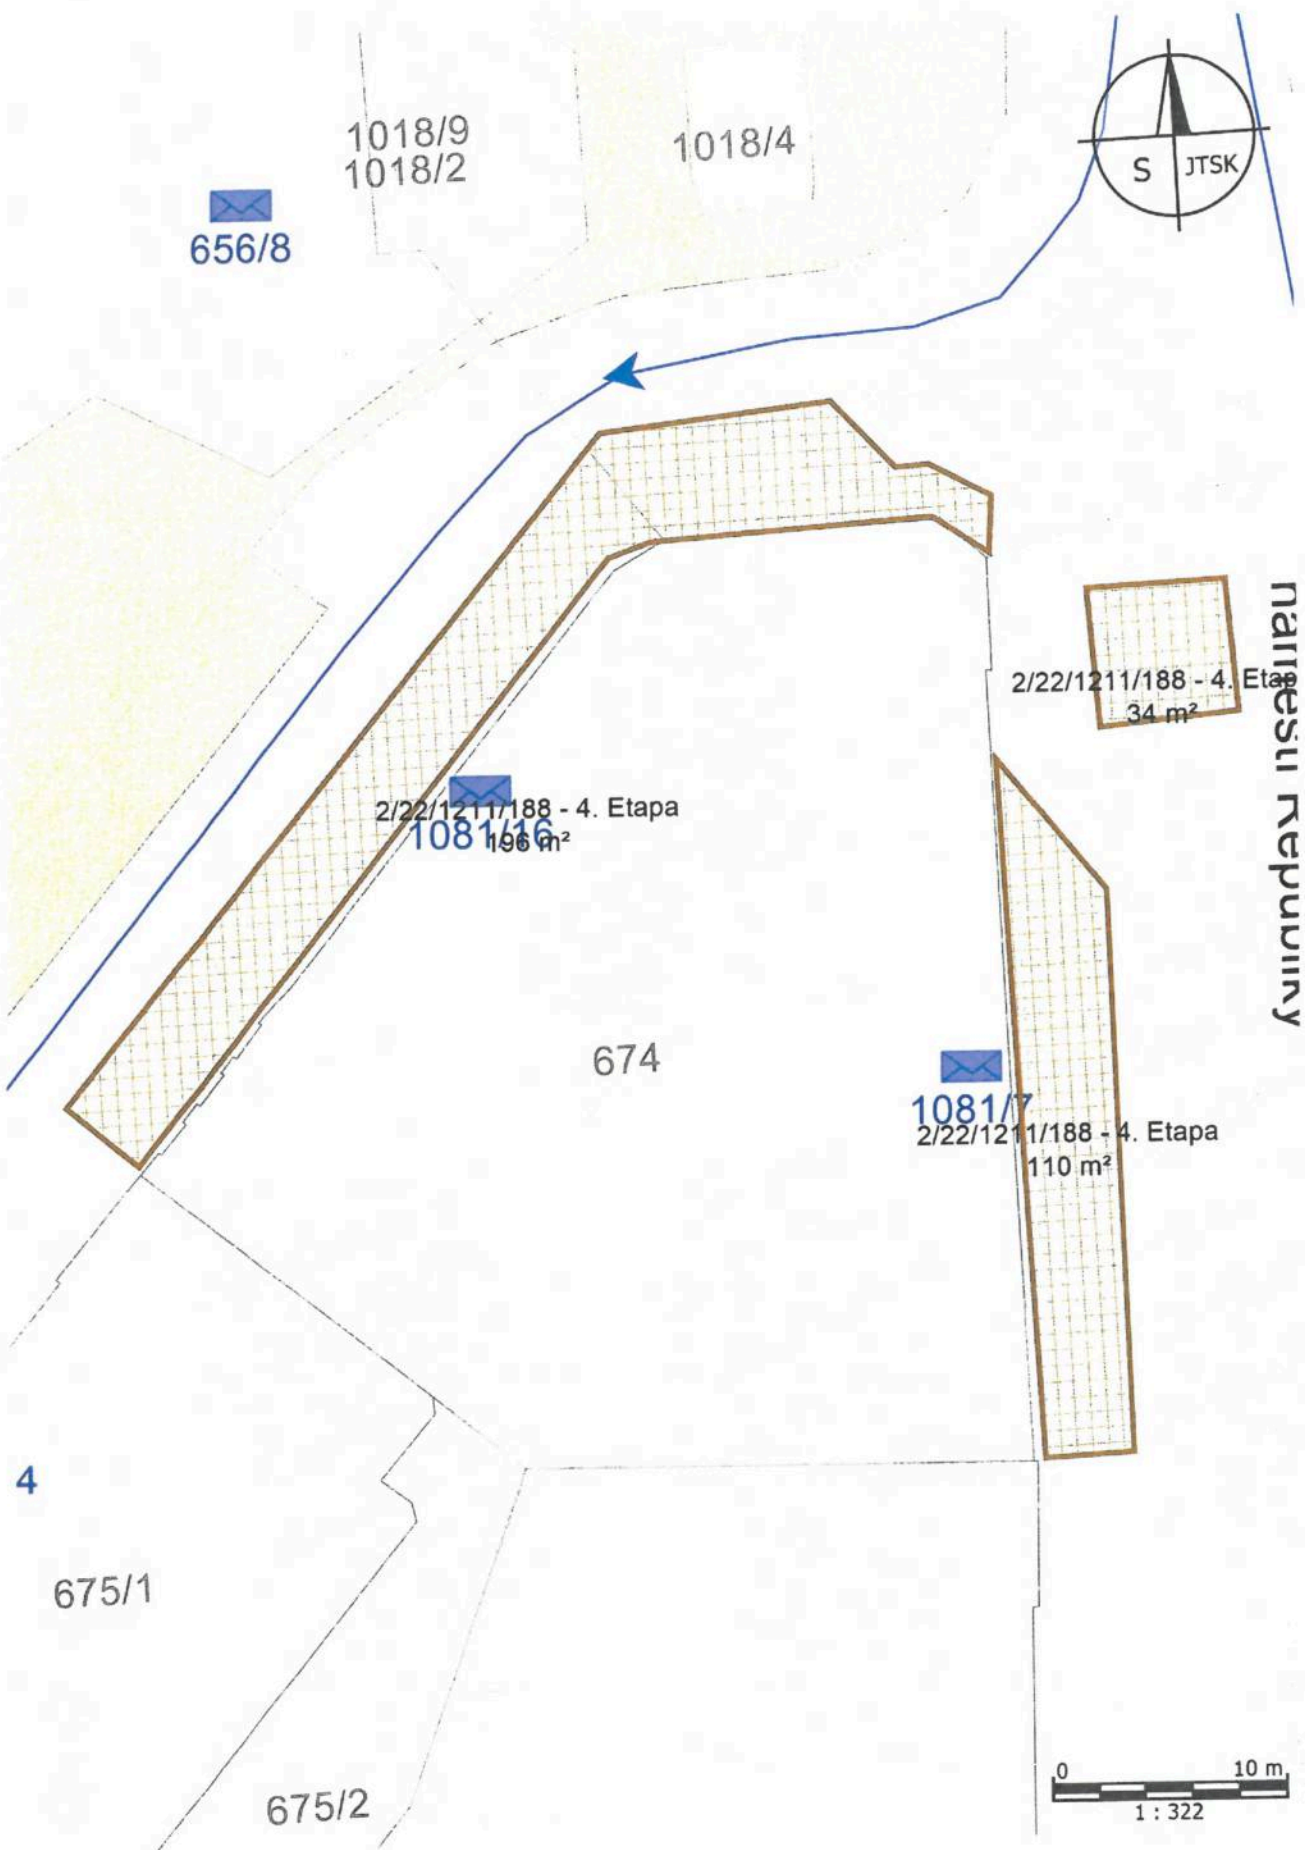 1018/9
1018/2
1018/4
S JTSK
656/8
2/22/1211/188 - 4. Etap
34 m²
náměstí Republiky
2/22/1211/188 - 4. Etapa
1081/16
196 m²
674
1081/7
2/22/1211/188 - 4. Etapa
110 m²
4
675/1
675/2
0 10 m
1 : 322